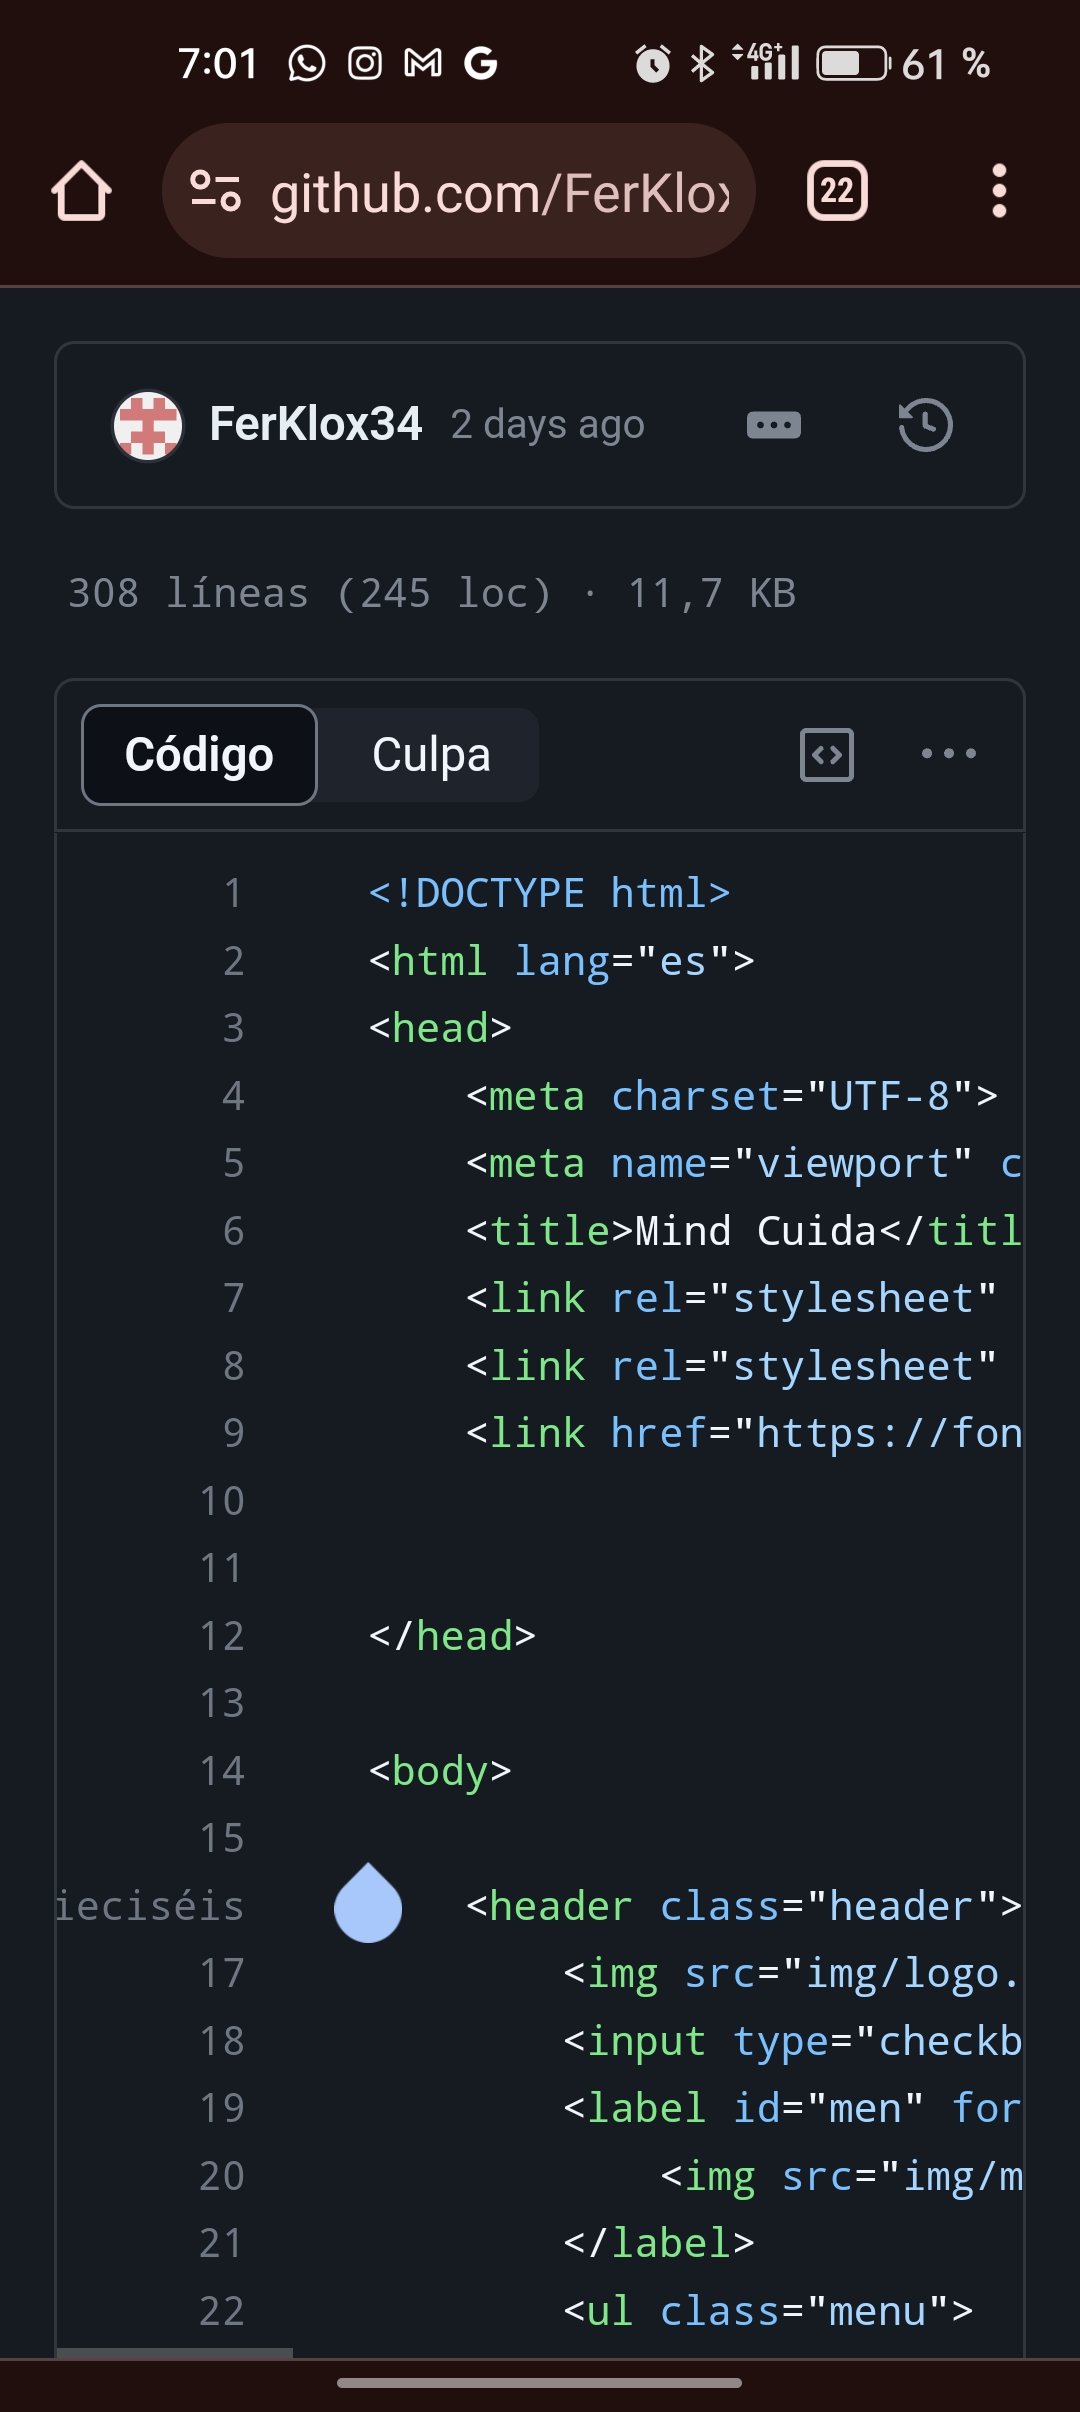 7:01 4G+ 61 %
github.com/FerKlox 22
FerKlox34 2 days ago
308 líneas (245 loc) · 11,7 KB
Código Culpa
1 <!DOCTYPE html>
2 <html lang="es">
3 <head>
4 <meta charset="UTF-8">
5 <meta name="viewport" c
6 <title>Mind Cuida</titl
7 <link rel="stylesheet"
8 <link rel="stylesheet"
9 <link href="https://fon
10
11
12 </head>
13
14 <body>
15
ieciséis <header class="header">
17 <img src="img/logo.
18 <input type="checkb
19 <label id="men" for
20 <img src="img/m
21 </label>
22 <ul class="menu">